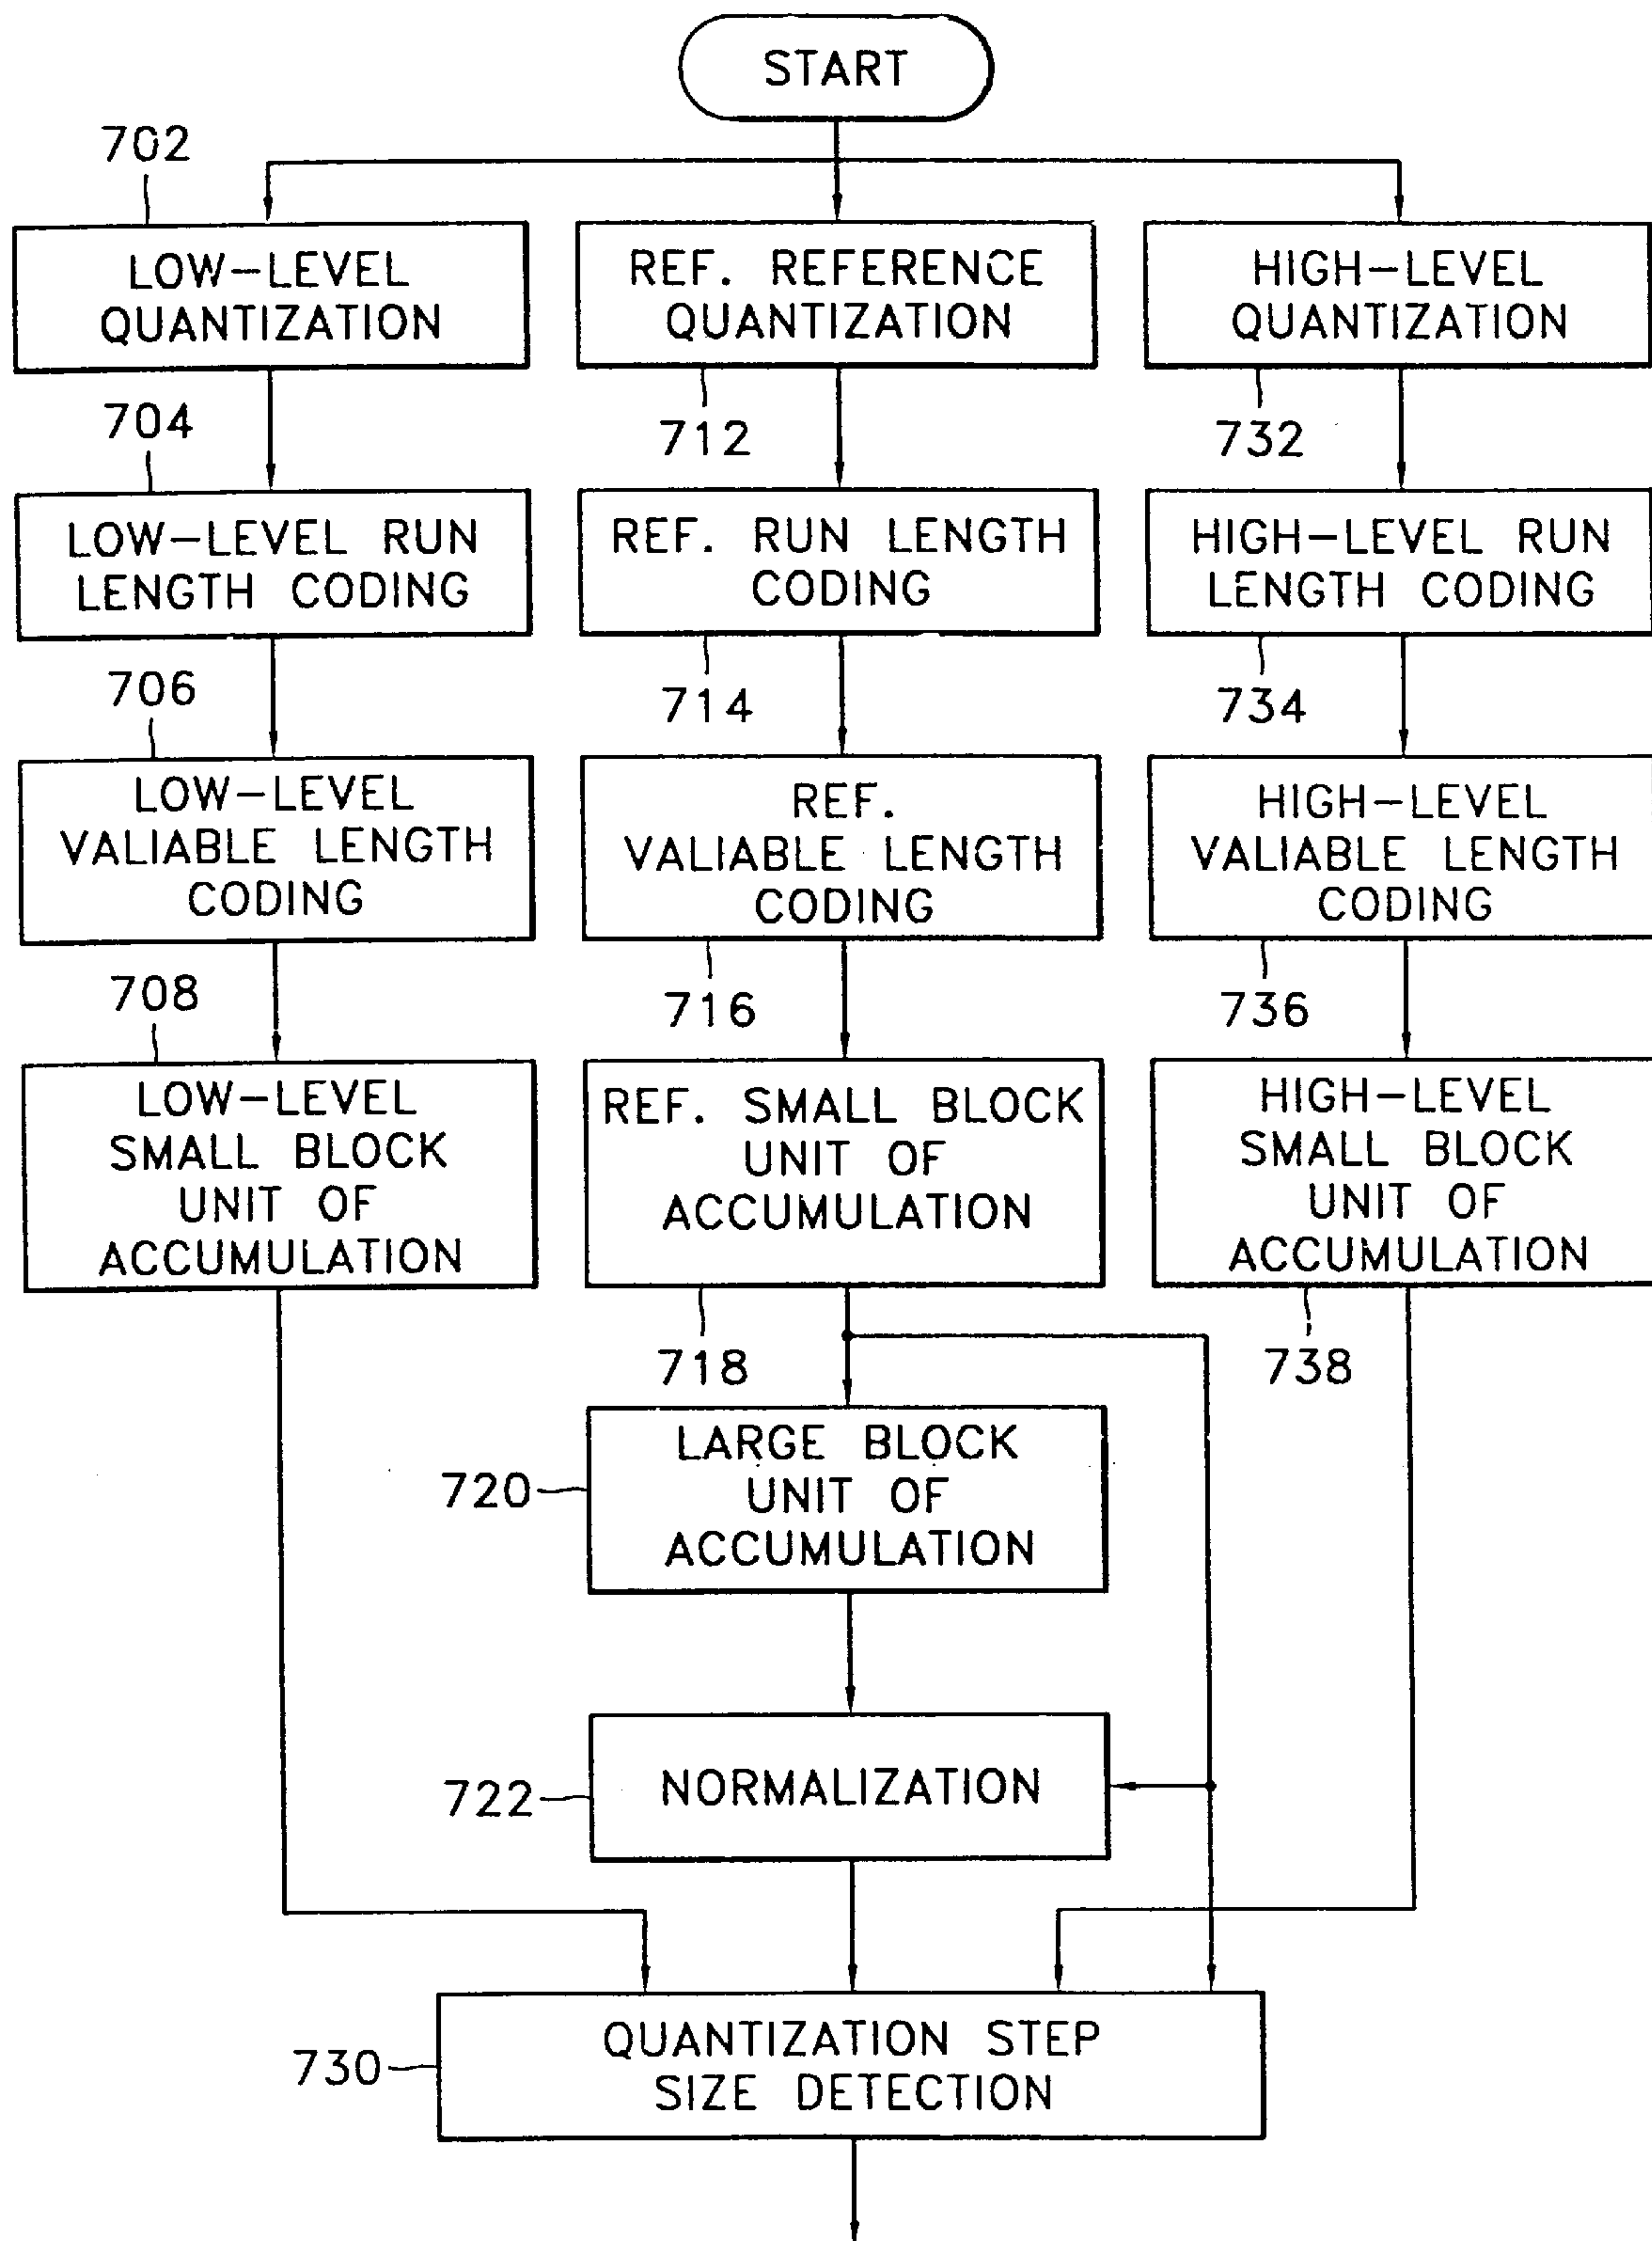 START
702
LOW-LEVEL
QUANTIZATION
REF. REFERENCE
QUANTIZATION
HIGH-LEVEL
QUANTIZATION
712
732
704
LOW-LEVEL RUN
LENGTH CODING
REF. RUN LENGTH
CODING
HIGH-LEVEL RUN
LENGTH CODING
714
734
706
LOW-LEVEL
VALIABLE LENGTH
CODING
REF.
VALIABLE LENGTH
CODING
HIGH-LEVEL
VALIABLE LENGTH
CODING
716
736
708
LOW-LEVEL
SMALL BLOCK
UNIT OF
ACCUMULATION
REF. SMALL BLOCK
UNIT OF
ACCUMULATION
HIGH-LEVEL
SMALL BLOCK
UNIT OF
ACCUMULATION
718
738
720
LARGE BLOCK
UNIT OF
ACCUMULATION
722
NORMALIZATION
730
QUANTIZATION STEP
SIZE DETECTION